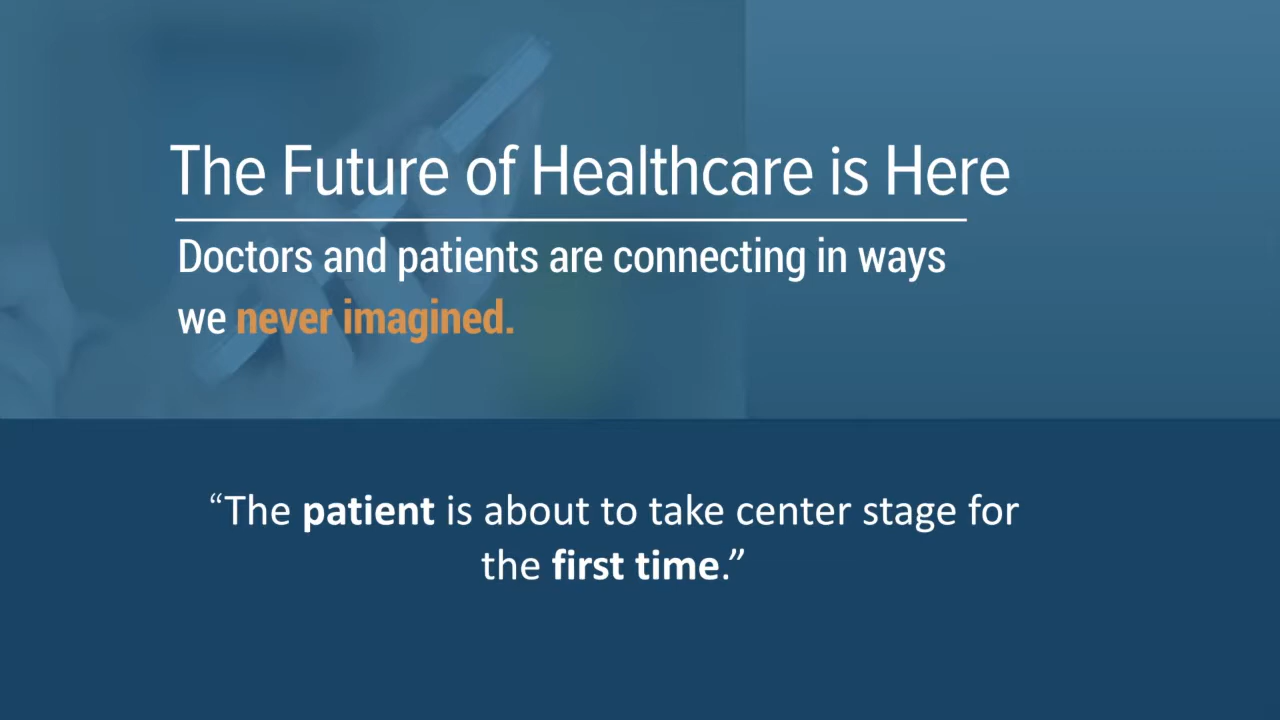 The Future of Healthcare is Here
Doctors and patients are connecting in ways
we never imagined.
“The patient is about to take center stage for
the first time.”